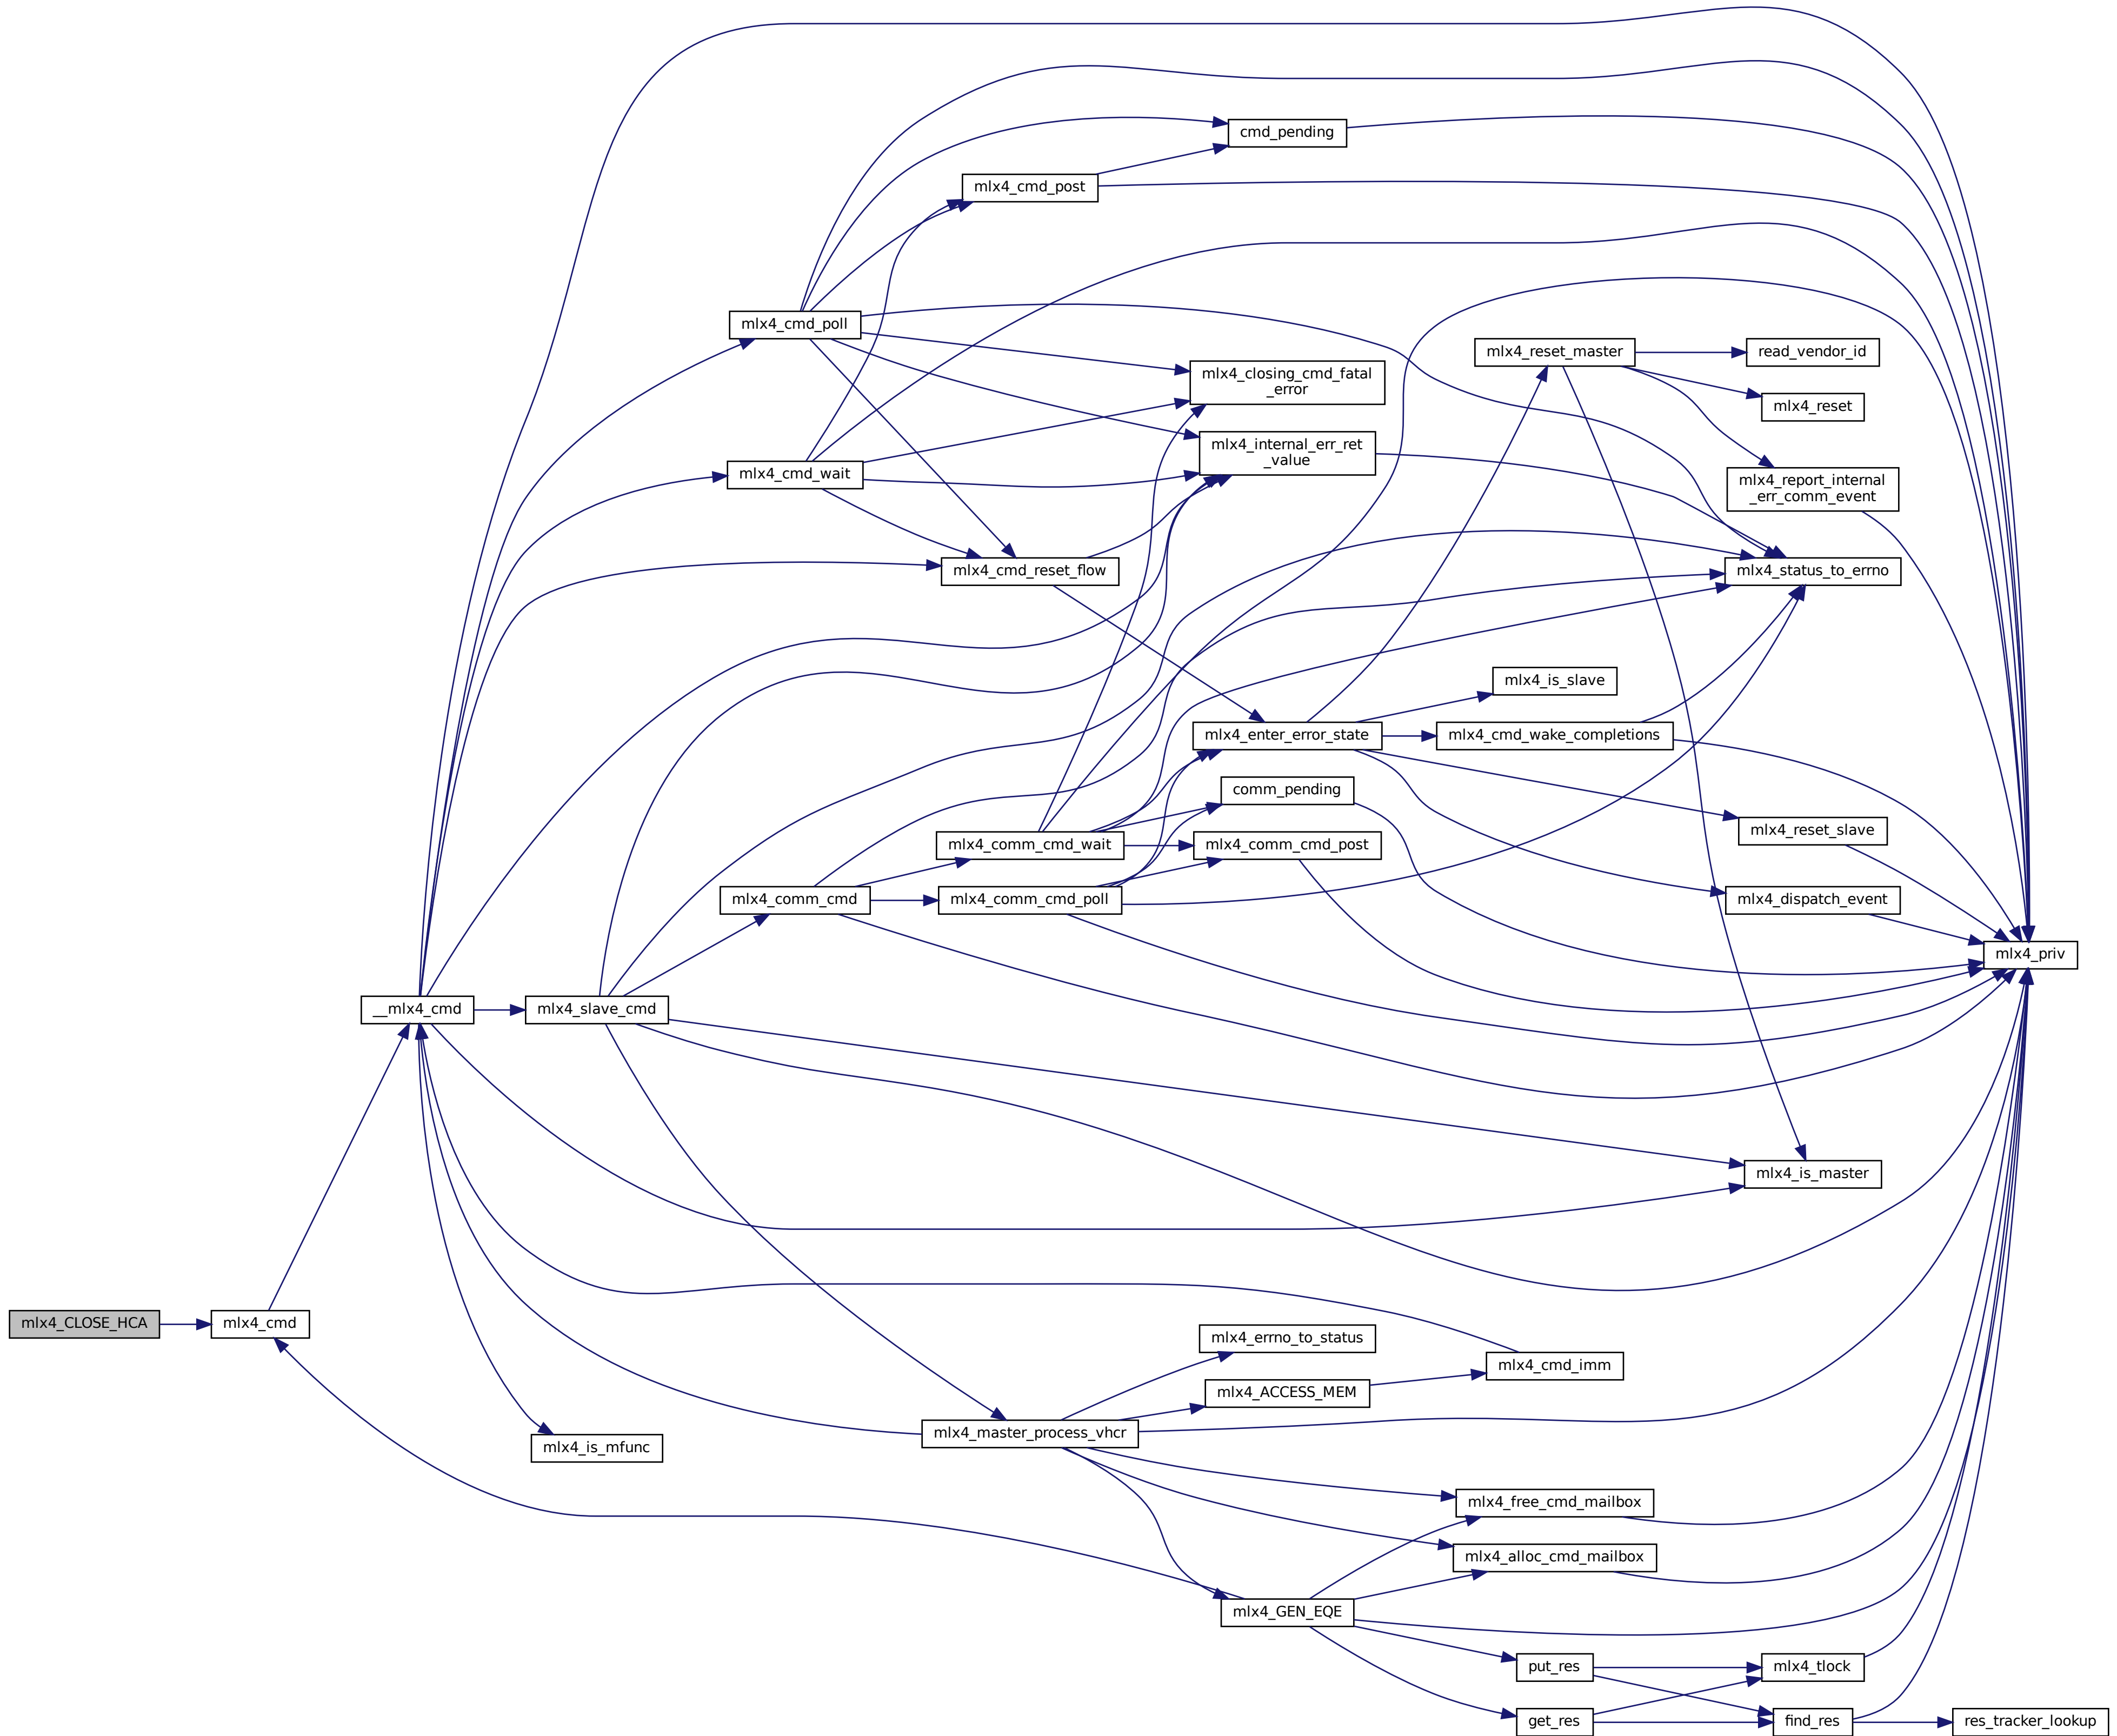 cmd_pending
mlx4_cmd_post
mlx4_cmd_poll
mlx4_reset_master
read_vendor_id
mlx4_closing_cmd_fatal
_error
mlx4_reset
mlx4_internal_err_ret
_value
mlx4_cmd_wait
mlx4_report_internal
_err_comm_event
mlx4_cmd_reset_flow
mlx4_status_to_errno
mlx4_is_slave
mlx4_enter_error_state
mlx4_cmd_wake_completions
comm_pending
mlx4_reset_slave
mlx4_comm_cmd_wait
mlx4_comm_cmd_post
mlx4_comm_cmd
mlx4_comm_cmd_poll
mlx4_dispatch_event
mlx4_priv
__mlx4_cmd
mlx4_slave_cmd
mlx4_is_master
mlx4_CLOSE_HCA
mlx4_cmd
mlx4_errno_to_status
mlx4_cmd_imm
mlx4_ACCESS_MEM
mlx4_master_process_vhcr
mlx4_is_mfunc
mlx4_free_cmd_mailbox
mlx4_alloc_cmd_mailbox
mlx4_GEN_EQE
put_res
mlx4_tlock
get_res
find_res
res_tracker_lookup